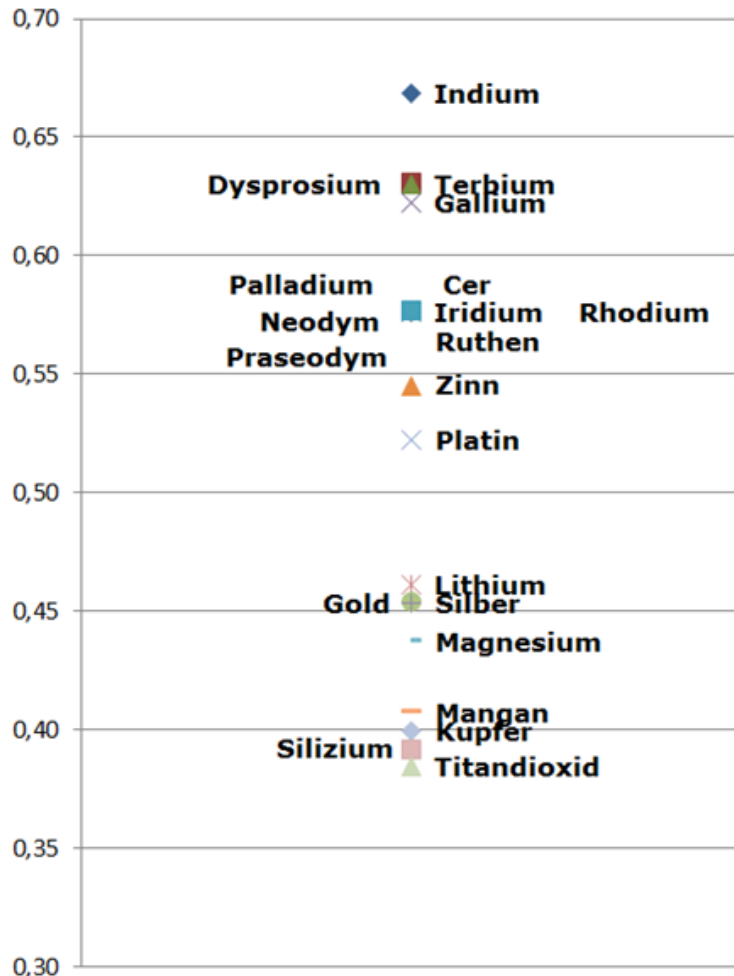 0,70
Indium
0,65
Dysprosium Terbium
Gallium
0,60
Palladium Cer
Iridium Rhodium
Neodym
Ruthen
Praseodym
0,55
Zinn
Platin
0,50
Lithium
Gold Silber
0,45
Magnesium
Mangan
0,40
Kupfer
Silizium
Titandioxid
0,35
0,30